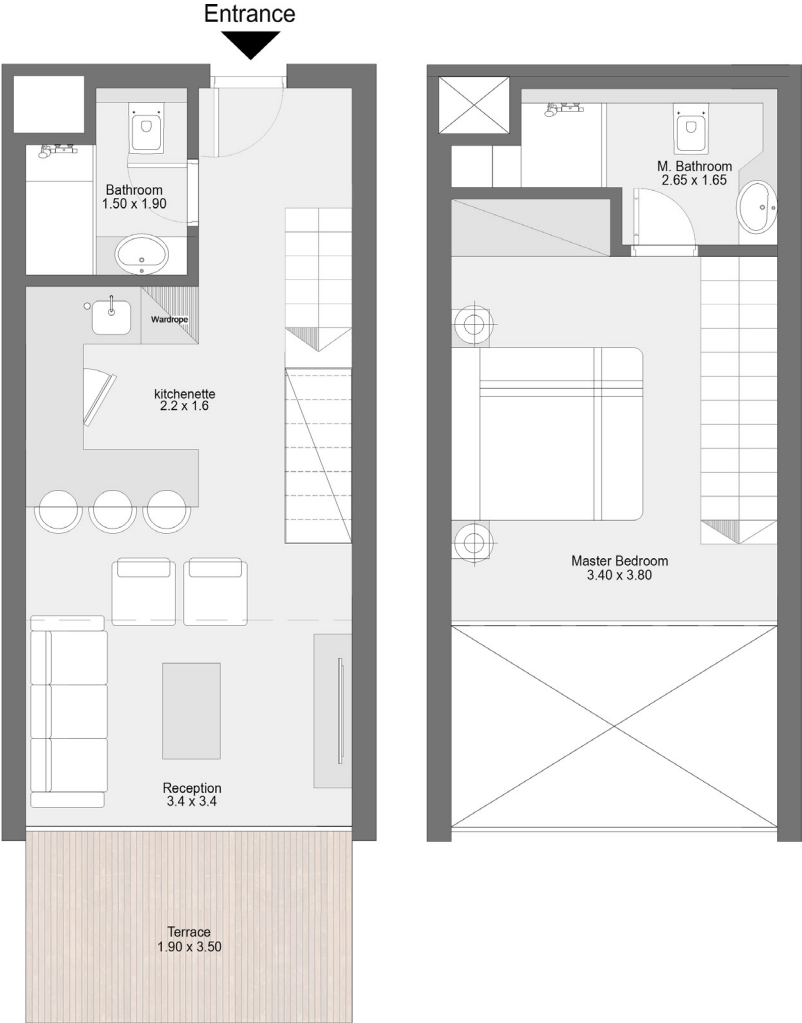 Entrance
Bathroom
1.50 x 1.90
Wardrope
kitchenette
2.2 x 1.6
Reception
3.4 x 3.4
Terrace
1.90 x 3.50
M. Bathroom
2.65 x 1.65
Master Bedroom
3.40 x 3.80